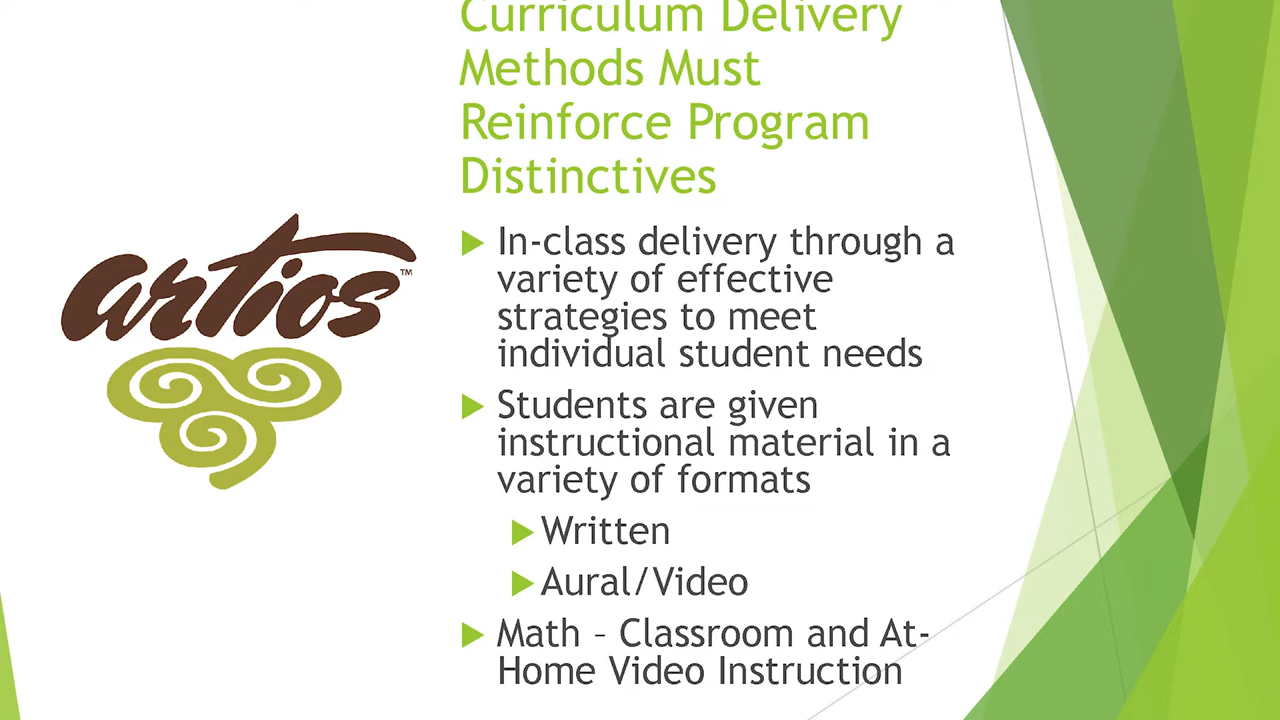 Curriculum Delivery
Methods Must
Reinforce Program
Distinctives
artios™
In-class delivery through a
variety of effective
strategies to meet
individual student needs
Students are given
instructional material in a
variety of formats
Written
Aural/Video
Math – Classroom and At-
Home Video Instruction